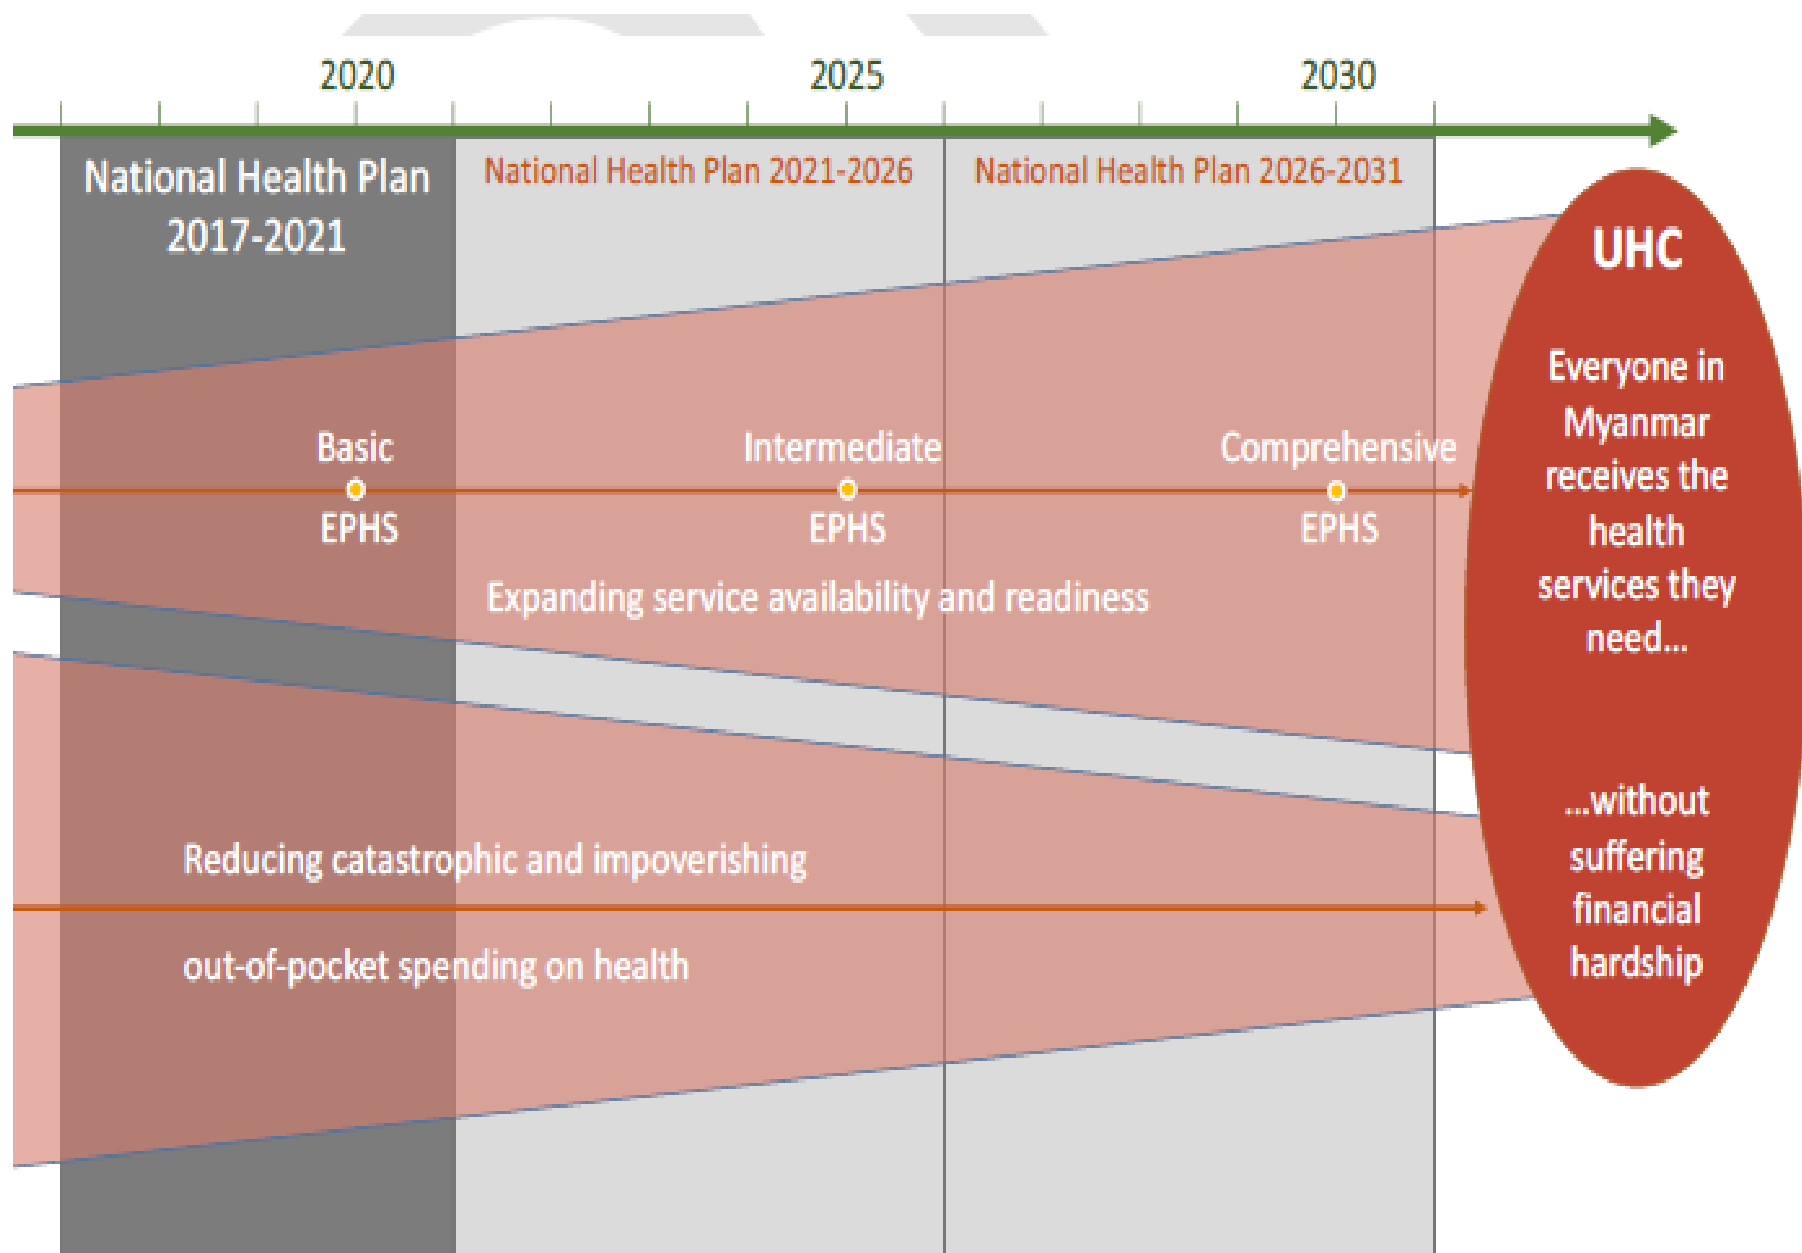 2020
2025
2030
National Health Plan
2017-2021
National Health Plan 2021-2026
National Health Plan 2026-2031
Basic
EPHS
Intermediate
EPHS
Comprehensive
EPHS
Expanding service availability and readiness
Reducing catastrophic and impoverishing
out-of-pocket spending on health
UHC
Everyone in
Myanmar
receives the
health
services they
need...
...without
suffering
financial
hardship